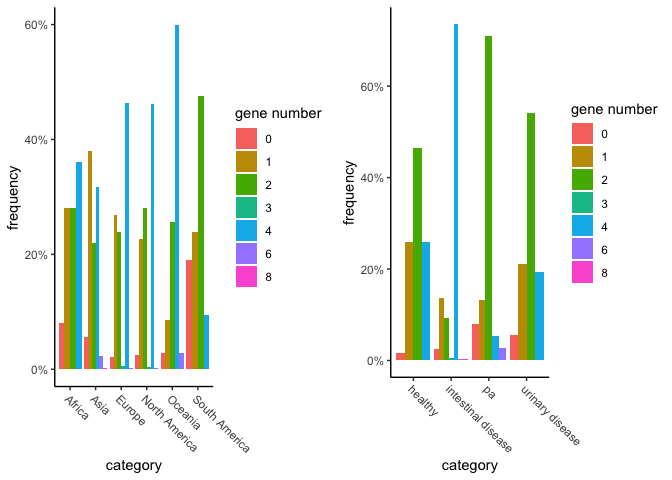 frequency
60%
40%
20%
0%
Africa
Asia
Europe
North America
Oceania
South America
category
gene number
0
1
2
3
4
6
8
frequency
60%
40%
20%
0%
healthy
intestinal disease
pa
urinary disease
category
gene number
0
1
2
3
4
6
8